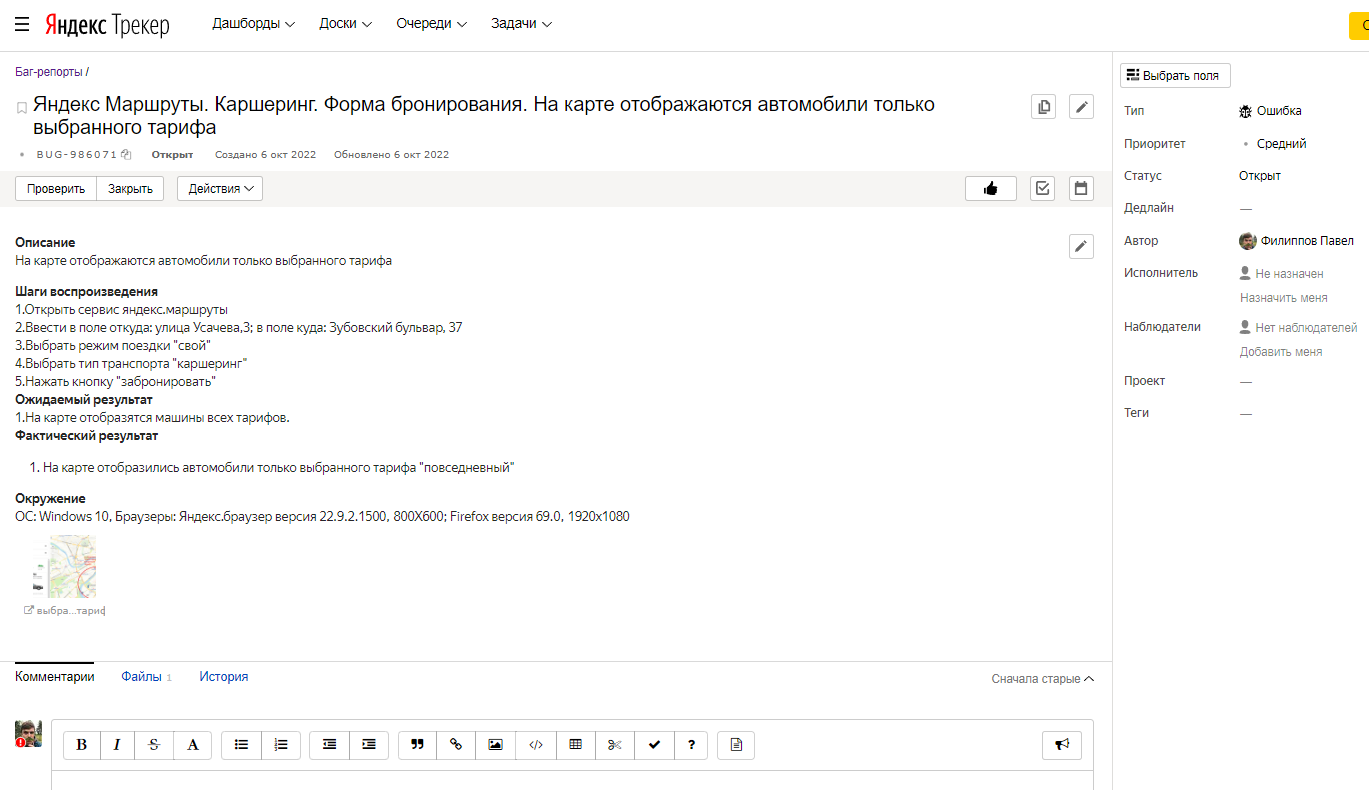 Яндекс Трекер Дашборды Доски Очереди Задачи
Баг-репорты /
Выбрать поля
Яндекс Маршруты. Каршеринг. Форма бронирования. На карте отображаются автомобили только
выбранного тарифа
BUG-986071 Открыт Создано 6 окт 2022 Обновлено 6 окт 2022
Проверить Закрыть Действия
Описание
На карте отображаются автомобили только выбранного тарифа
Шаги воспроизведения
1.Открыть сервис яндекс.маршруты
2.Ввести в поле откуда: улица Усачева,3; в поле куда: Зубовский бульвар, 37
3.Выбрать режим поездки "свой"
4.Выбрать тип транспорта "каршеринг"
5.Нажать кнопку "забронировать"
Ожидаемый результат
1.На карте отобразятся машины всех тарифов.
Фактический результат
1. На карте отобразились автомобили только выбранного тарифа "повседневный"
Окружение
ОС: Windows 10, Браузеры: Яндекс.браузер версия 22.9.2.1500, 800X600; Firefox версия 69.0, 1920x1080
выбра...тариф
Тип Ошибка
Приоритет Средний
Статус Открыт
Дедлайн —
Автор Филиппов Павел
Исполнитель Не назначен
Назначить меня
Наблюдатели Нет наблюдателей
Добавить меня
Проект —
Теги —
Комментарии Файлы 1 История Сначала старые
B I S A ?